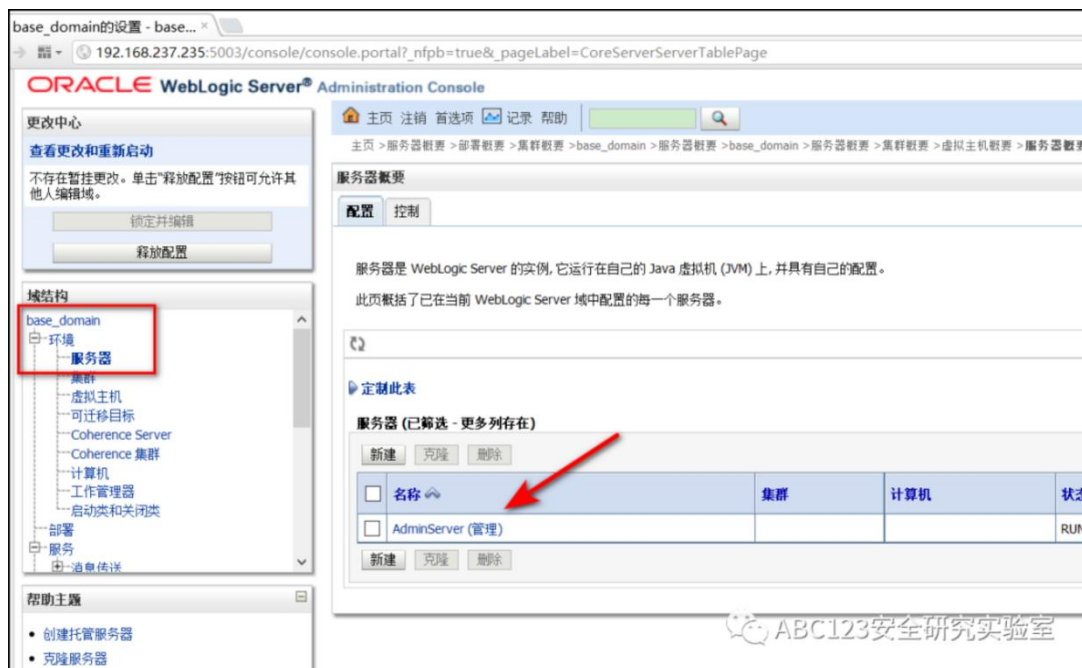 base_domain的设置 - base... ×
192.168.237.235:5003/console/console.portal?_nfpb=true&_pageLabel=CoreServerServerTablePage
ORACLE WebLogic Server® Administration Console
更改中心
查看更改和重新启动
不存在暂挂更改。单击"释放配置"按钮可允许其
他人编辑域。
锁定并编辑
释放配置
域结构
base_domain
环境
服务器
集群
虚拟主机
可迁移目标
Coherence Server
Coherence 集群
计算机
工作管理器
启动类和关闭类
部署
服务
消息传送
帮助主题
创建托管服务器
克隆服务器
主页 注销 首选项 记录 帮助
主页 >服务器概要 >部署概要 >集群概要 >base_domain >服务器概要 >base_domain >服务器概要 >集群概要 >虚拟主机概要 >服务器概要
服务器概要
配置 控制
服务器是 WebLogic Server 的实例, 它运行在自己的 Java 虚拟机 (JVM) 上, 并具有自己的配置。
此页概括了已在当前 WebLogic Server 域中配置的每一个服务器。
定制此表
服务器 (已筛选 - 更多列存在)
新建 克隆 删除
名称 集群 计算机 状态
AdminServer (管理) RUN
新建 克隆 删除
ABC123安全研究实验室